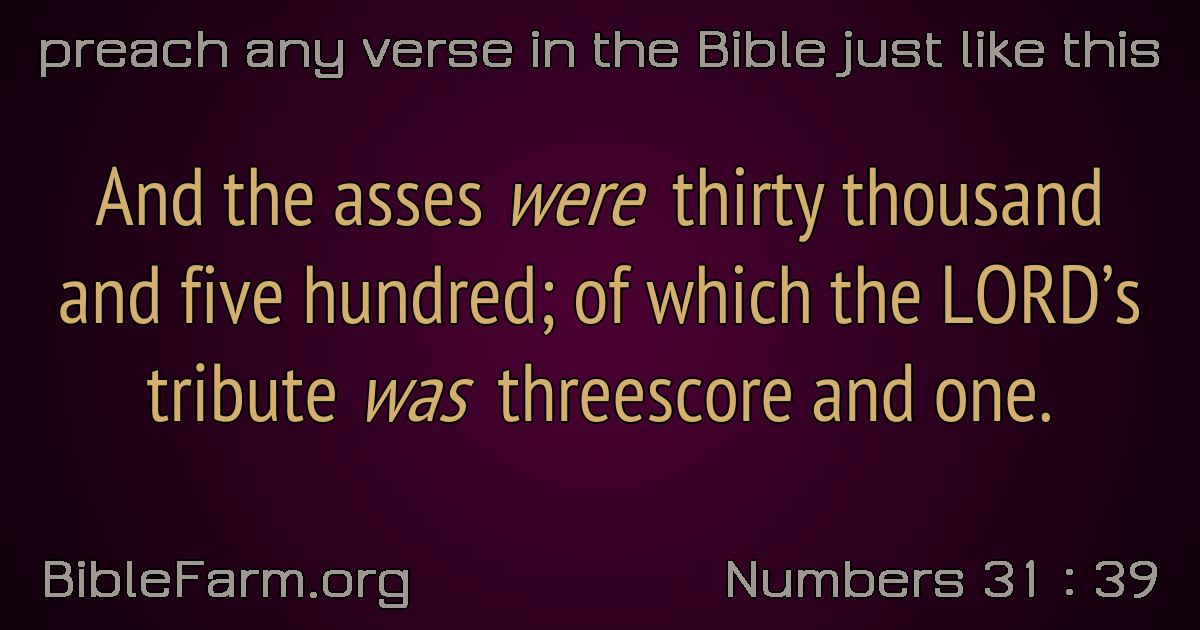 preach any verse in the Bible just like this
And the asses were thirty thousand
and five hundred; of which the LORD’s
tribute was threescore and one.
BibleFarm.org
Numbers 31 : 39